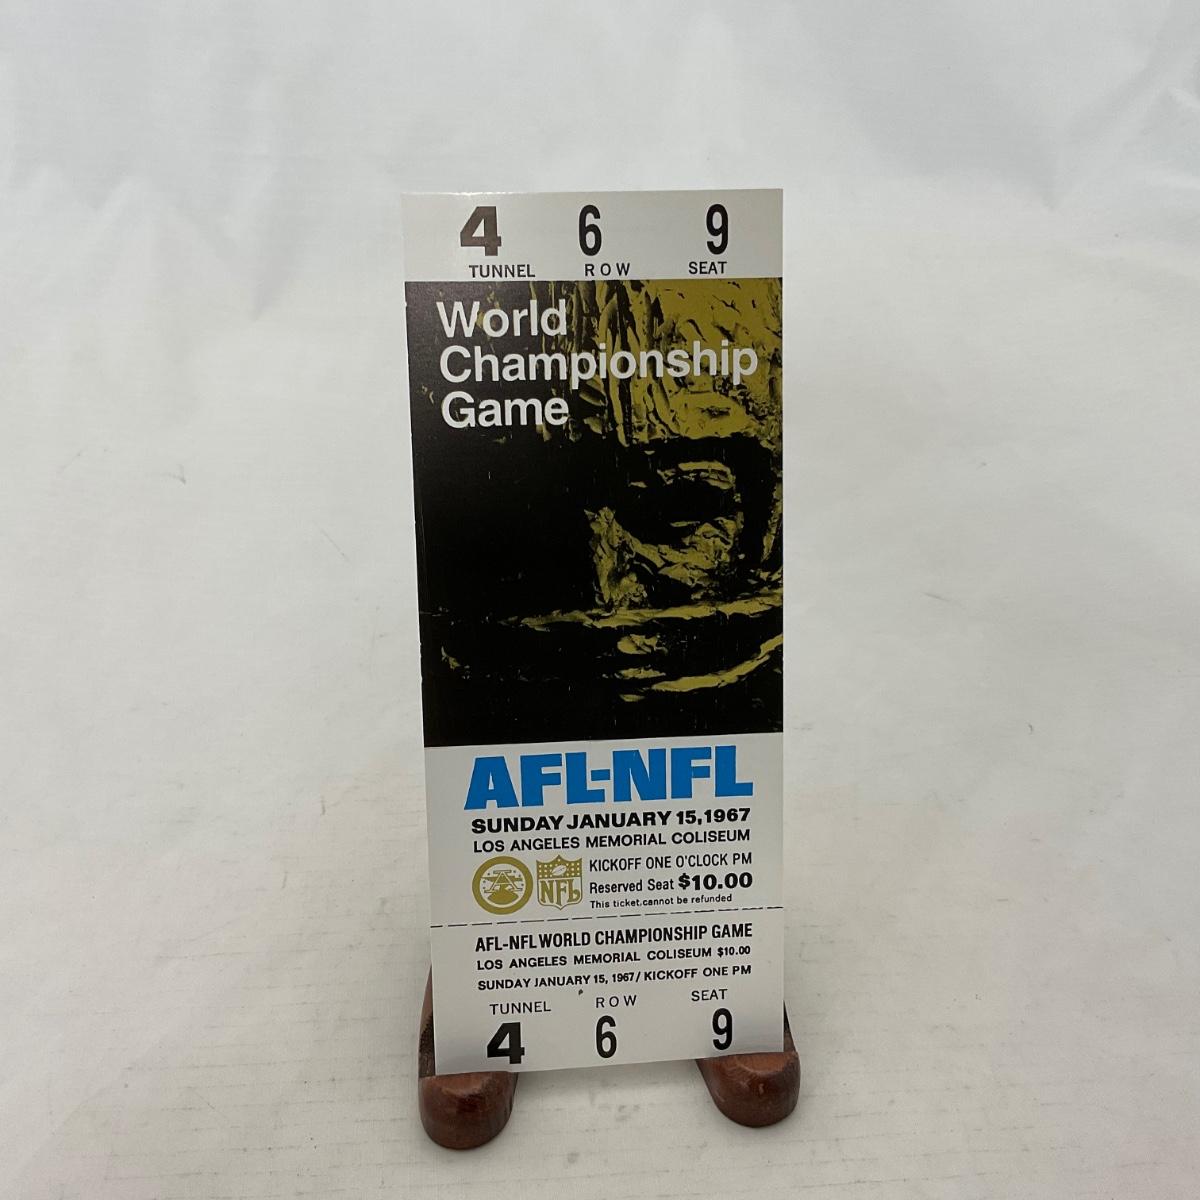 4 6 9
TUNNEL ROW SEAT
World
Championship
Game
AFL-NFL
SUNDAY JANUARY 15, 1967
LOS ANGELES MEMORIAL COLISEUM
KICKOFF ONE O'CLOCK PM
A NFL
Reserved Seat $10.00
This ticket cannot be refunded
AFL-NFL WORLD CHAMPIONSHIP GAME
LOS ANGELES MEMORIAL COLISEUM $10.00
SUNDAY JANUARY 15, 1967/ KICKOFF ONE PM
TUNNEL ROW SEAT
4 6 9